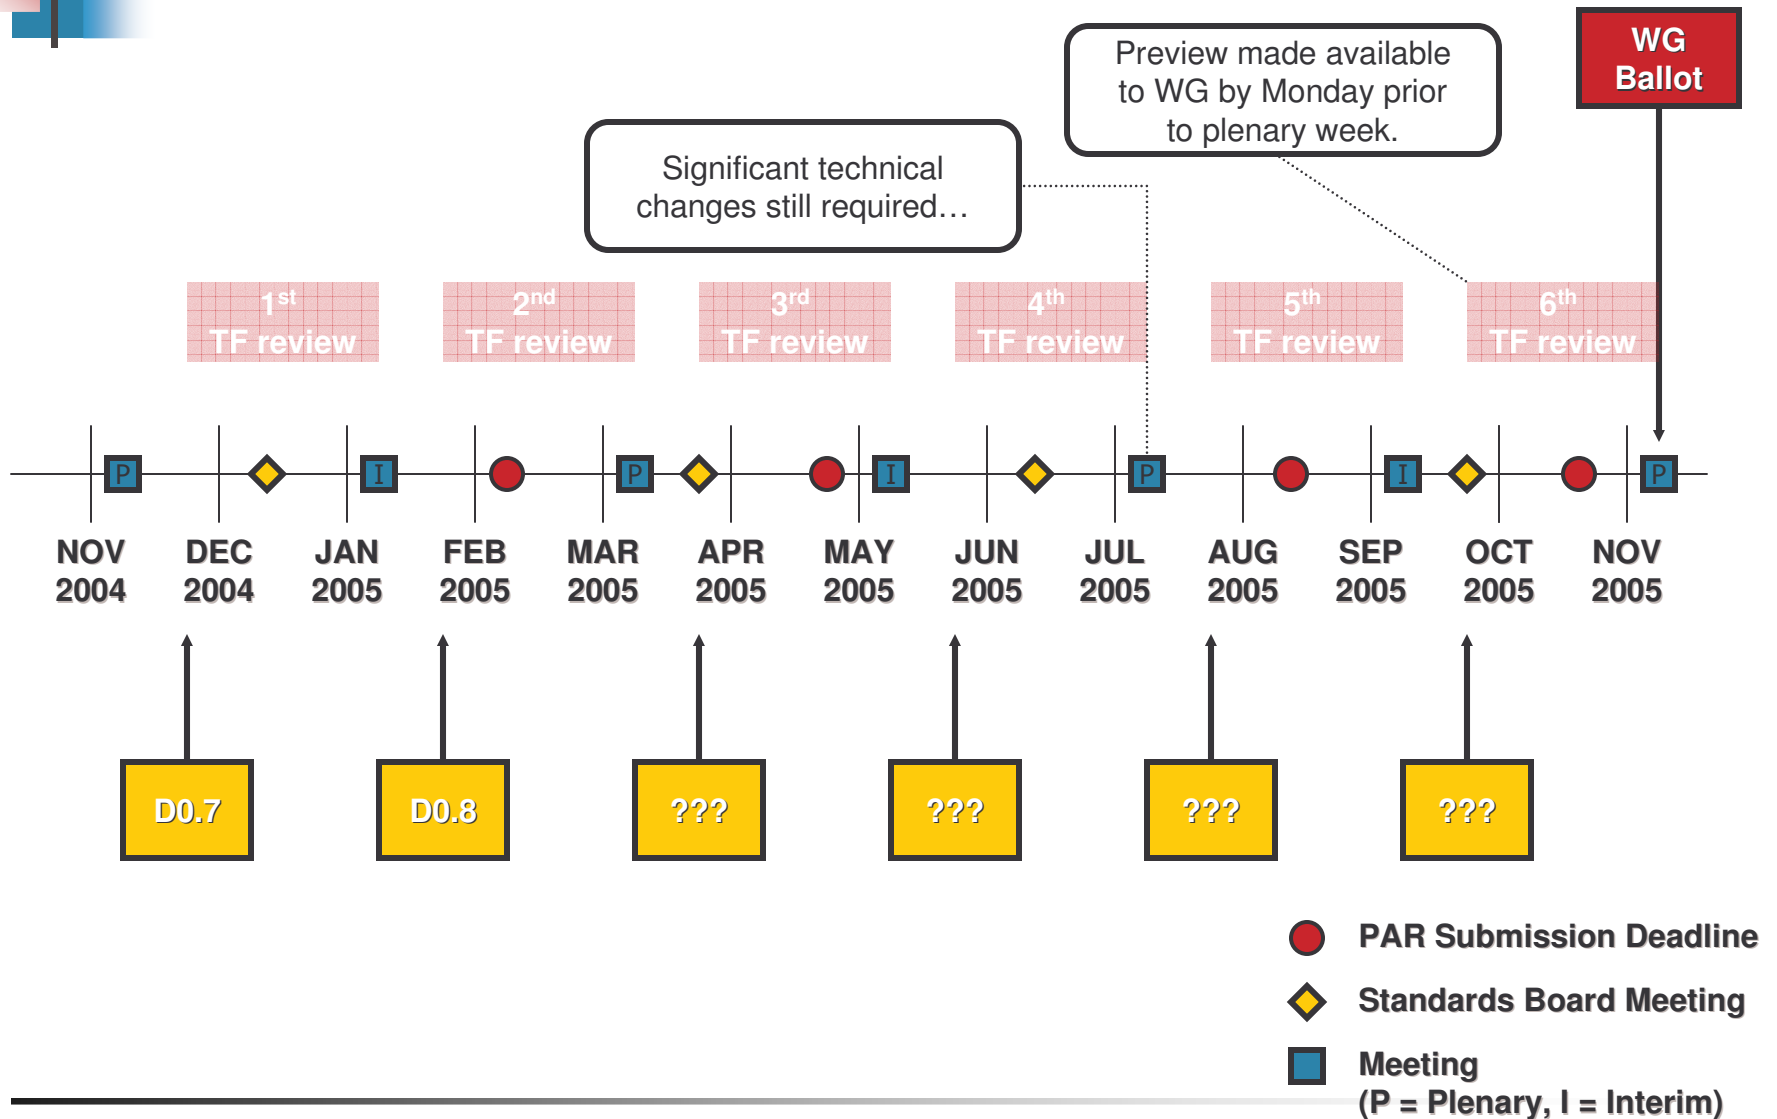 WG
Ballot
Preview made available
to WG by Monday prior
to plenary week.
Significant technical
changes still required…
1st
TF review
2nd
TF review
3rd
TF review
4th
TF review
5th
TF review
6th
TF review
P
I
P
I
P
I
P
NOV
2004
DEC
2004
JAN
2005
FEB
2005
MAR
2005
APR
2005
MAY
2005
JUN
2005
JUL
2005
AUG
2005
SEP
2005
OCT
2005
NOV
2005
D0.7
D0.8
???
???
???
???
PAR Submission Deadline
Standards Board Meeting
Meeting
(P = Plenary, I = Interim)